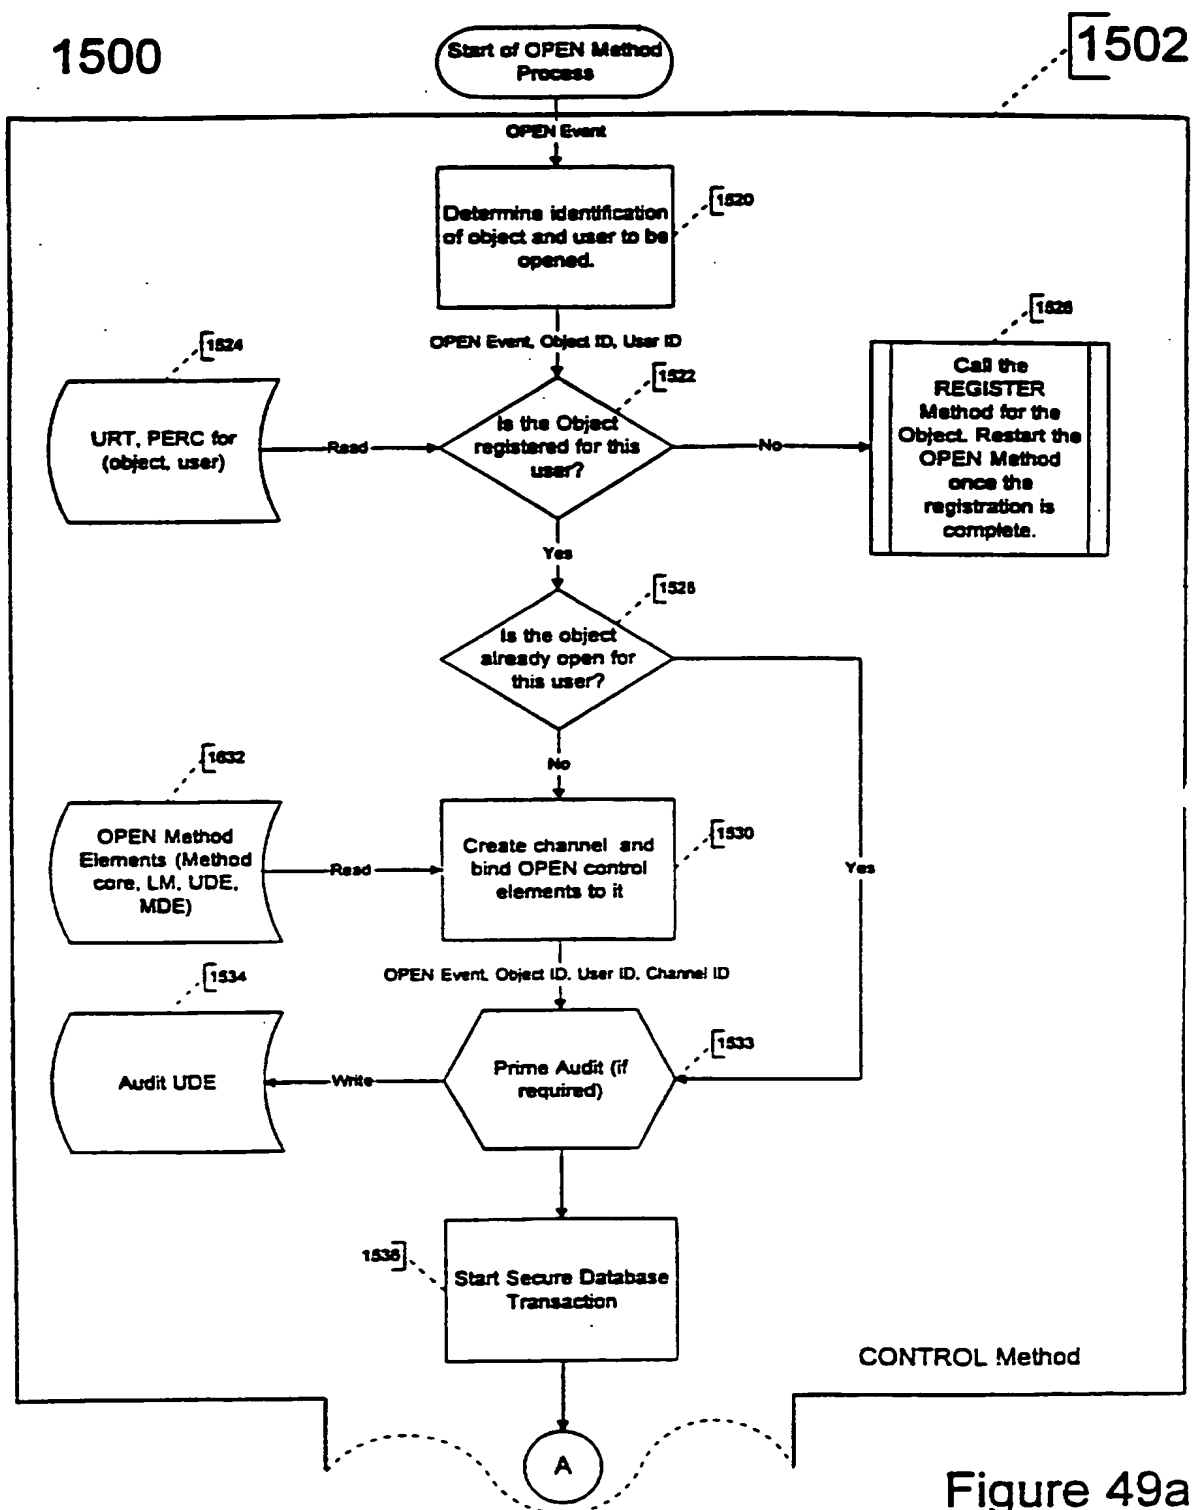 1500
Start of OPEN Method
Process
1502
OPEN Event
Determine identification
of object and user to be
opened.
1520
OPEN Event, Object ID, User ID
1524
URT, PERC for
(object, user)
Read
1522
Is the Object
registered for this
user?
No
1526
Call the
REGISTER
Method for the
Object. Restart the
OPEN Method
once the
registration is
complete.
Yes
1528
Is the object
already open for
this user?
No
Yes
1532
OPEN Method
Elements (Method
core, LM, UDE,
MDE)
Read
1530
Create channel and
bind OPEN control
elements to it
OPEN Event, Object ID, User ID, Channel ID
1534
Audit UDE
Write
1533
Prime Audit (if
required)
1536
Start Secure Database
Transaction
CONTROL Method
A
Figure 49a